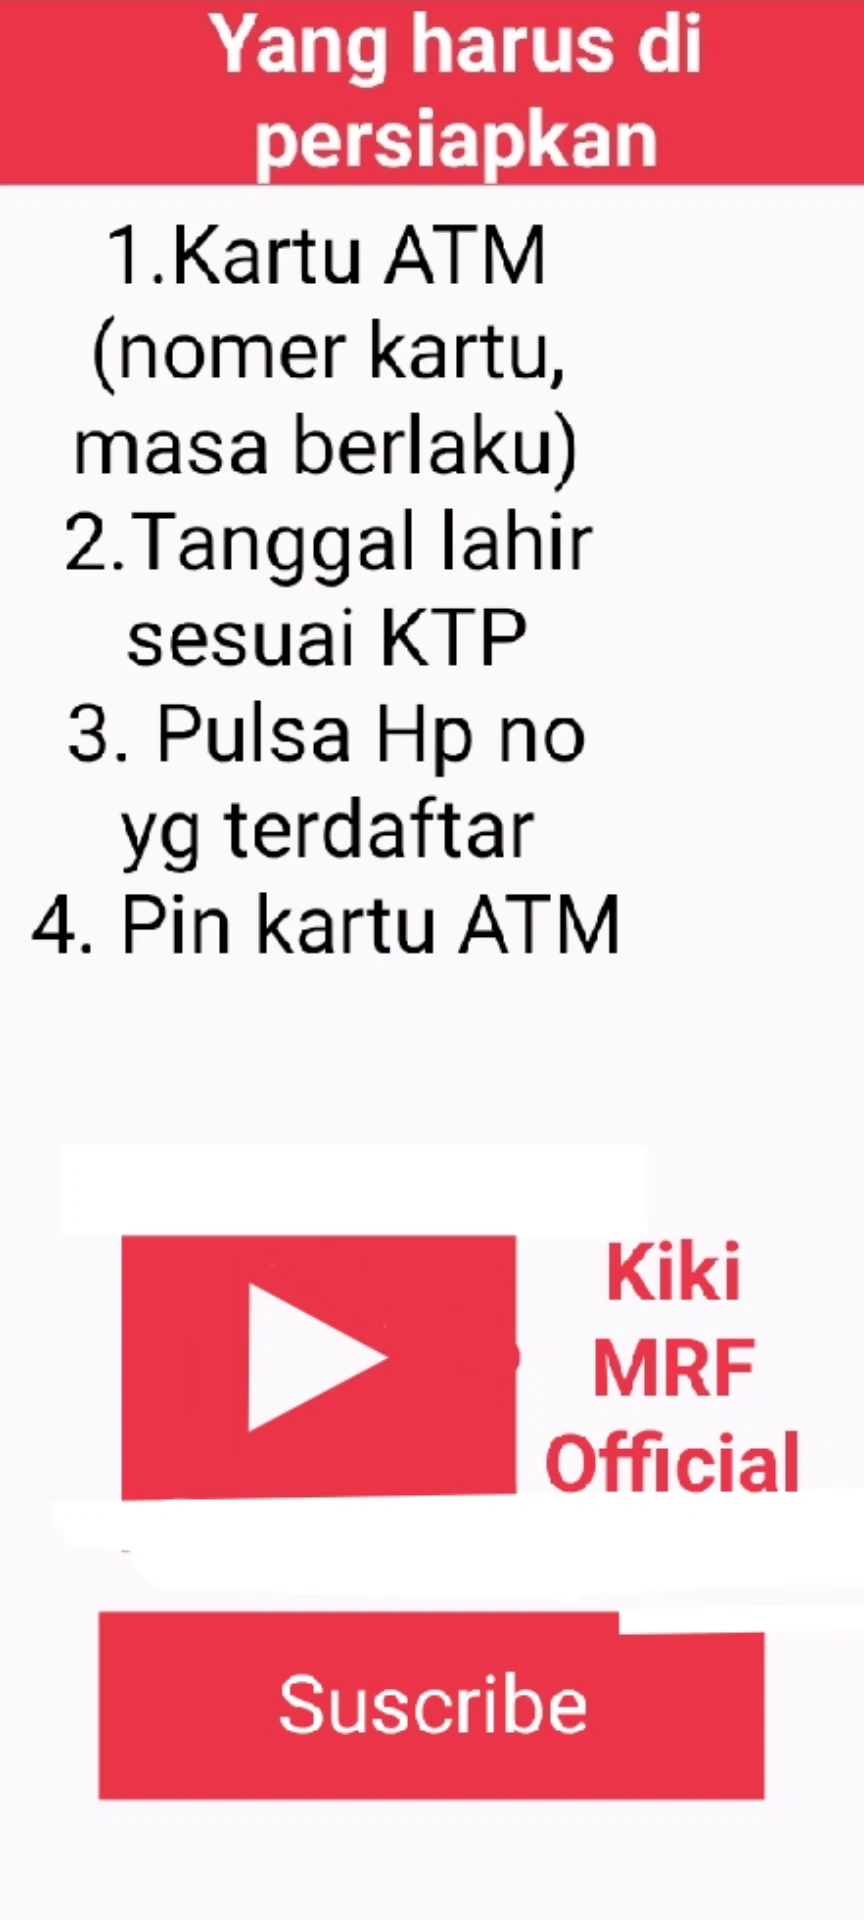 Yang harus di
persiapkan
1.Kartu ATM
(nomer kartu,
masa berlaku)
2.Tanggal lahir
sesuai KTP
3. Pulsa Hp no
yg terdaftar
4. Pin kartu ATM
Kiki
MRF
Official
Suscribe